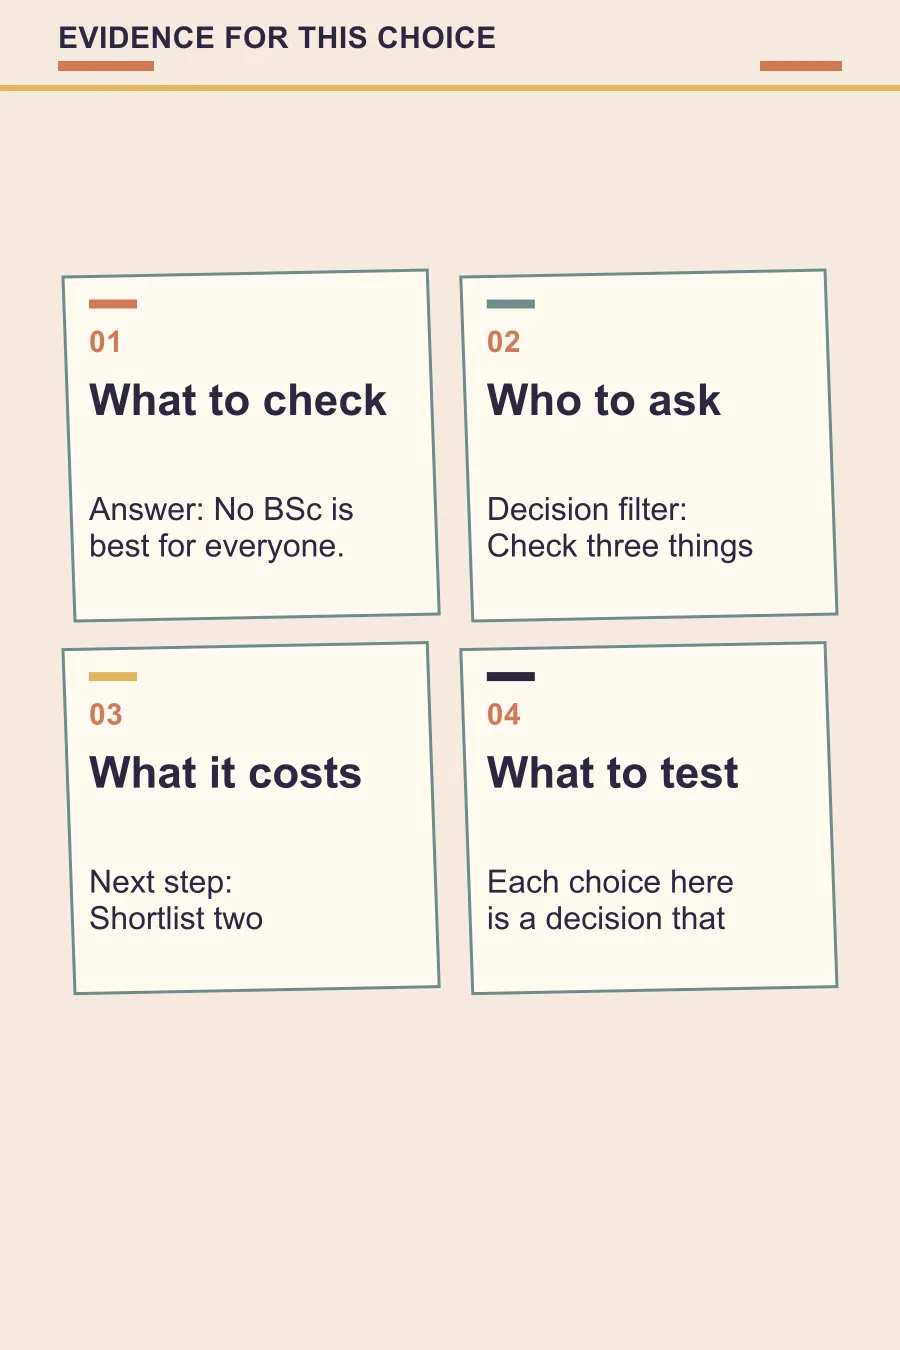 EVIDENCE FOR THIS CHOICE
01
What to check
Answer: No BSc is
best for everyone.
02
Who to ask
Decision filter:
Check three things
03
What it costs
Next step:
Shortlist two
04
What to test
Each choice here
is a decision that